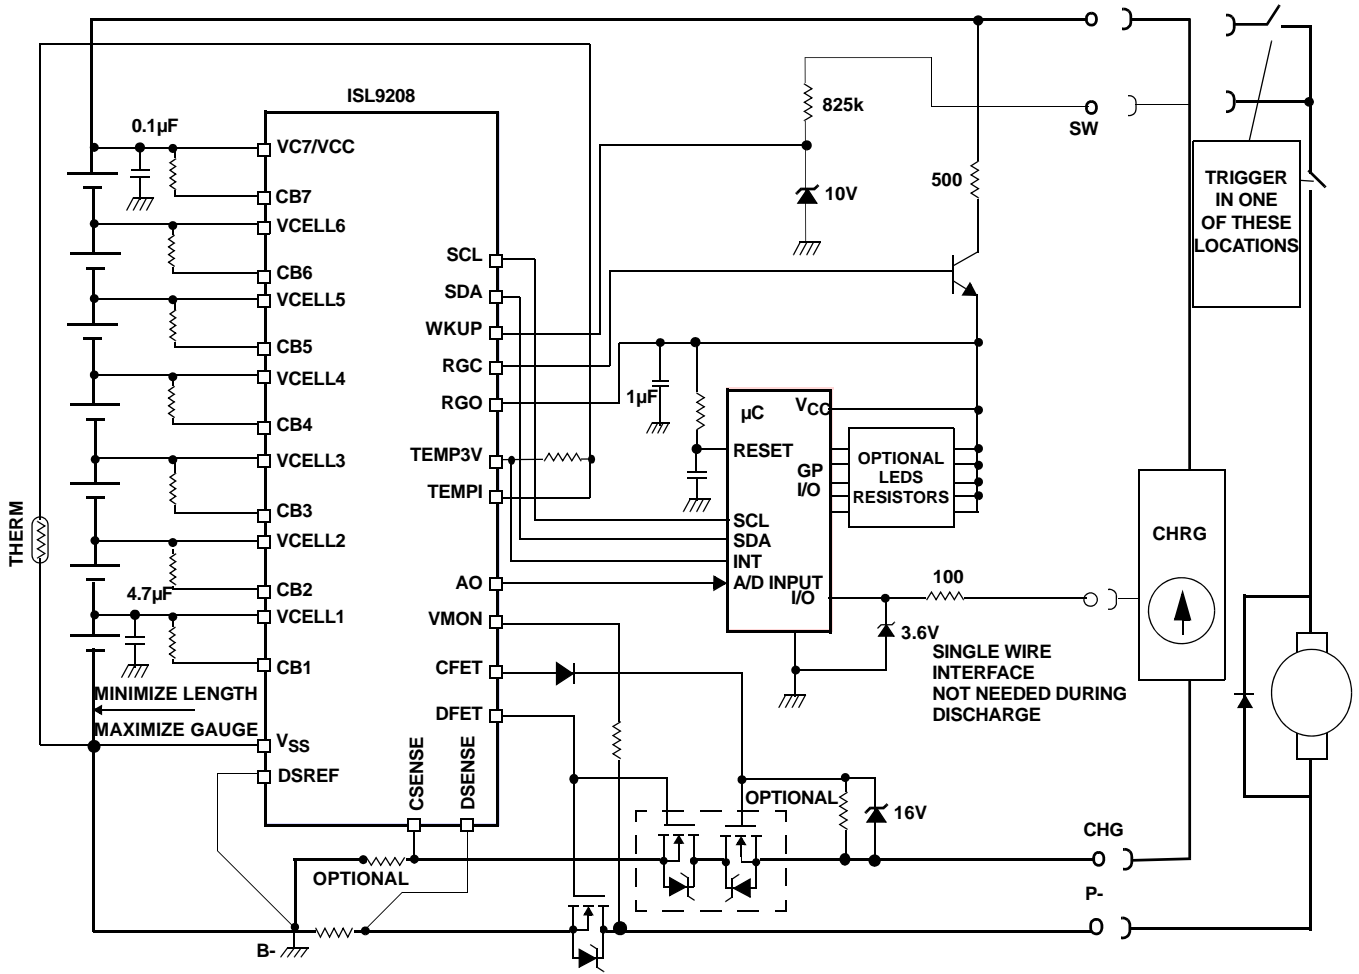 ISL9208
0.1µF
VC7/VCC
CB7
VCELL6
CB6
VCELL5
CB5
VCELL4
CB4
VCELL3
CB3
VCELL2
CB2
4.7µF
VCELL1
CB1
MINIMIZE LENGTH
MAXIMIZE GAUGE
VSS
DSREF
THERM
SCL
SDA
WKUP
RGC
RGO
TEMP3V
TEMPI
AO
VMON
CFET
DFET
CSENSE
DSENSE
OPTIONAL
B-
825k
10V
500
SW
TRIGGER
IN ONE
OF THESE
LOCATIONS
1µF
µC
VCC
RESET
GP
I/O
SCL
SDA
INT
A/D INPUT
I/O
OPTIONAL
LEDS
RESISTORS
100
3.6V
SINGLE WIRE
INTERFACE
NOT NEEDED DURING
DISCHARGE
CHRG
OPTIONAL
16V
CHG
P-